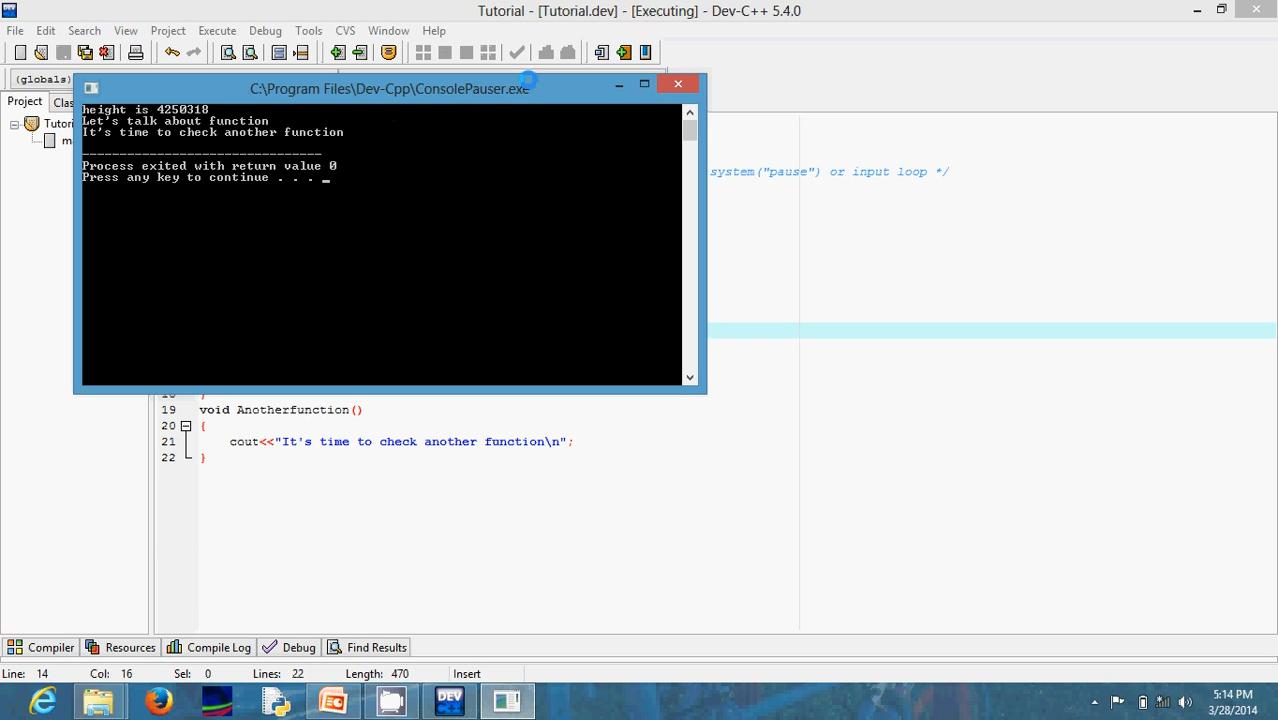 Tutorial - [Tutorial.dev] - [Executing] - Dev-C++ 5.4.0
File Edit Search View Project Execute Debug Tools CVS Window Help
(globals)
Project
C:\Program Files\Dev-Cpp\ConsolePauser.exe
height is 4250318
Let's talk about function
It's time to check another function
--------------------------------
Process exited with return value 0
Press any key to continue . . . _
system("pause") or input loop */
19 void Anotherfunction()
20 {
21 cout<<"It's time to check another function\n";
22 }
Compiler Resources Compile Log Debug Find Results
Line: 14 Col: 16 Sel: 0 Lines: 22 Length: 470 Insert
DEV
5:14 PM
3/28/2014